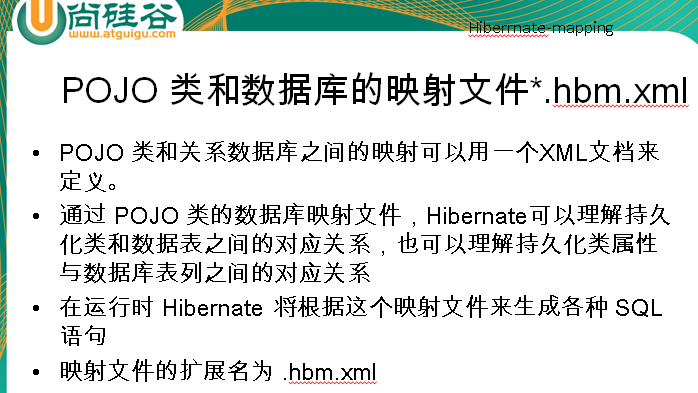 尚硅谷
www.atguigu.com
Hibernate-mapping
POJO 类和数据库的映射文件*.hbm.xml
• POJO 类和关系数据库之间的映射可以用一个XML文档来
定义。
• 通过 POJO 类的数据库映射文件，Hibernate可以理解持久
化类和数据表之间的对应关系，也可以理解持久化类属性
与数据库表列之间的对应关系
• 在运行时 Hibernate 将根据这个映射文件来生成各种 SQL
语句
• 映射文件的扩展名为 .hbm.xml